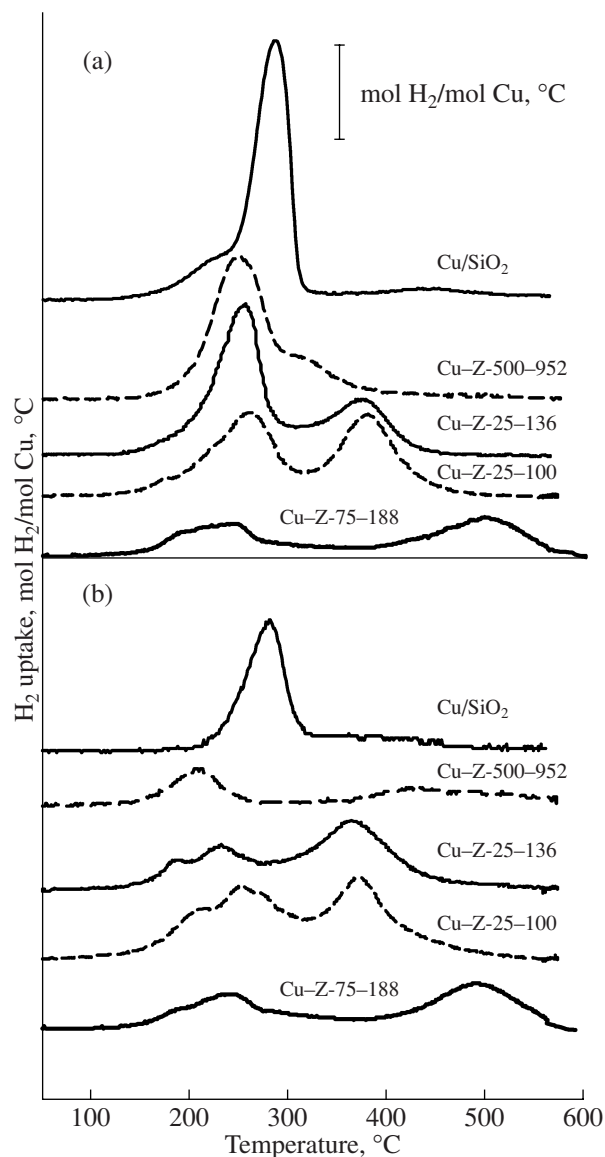 (a)
mol H₂/mol Cu, °C
Cu/SiO₂
Cu–Z-500–952
Cu–Z-25–136
Cu–Z-25–100
Cu–Z-75–188
H₂ uptake, mol H₂/mol Cu, °C
(b)
Cu/SiO₂
Cu–Z-500–952
Cu–Z-25–136
Cu–Z-25–100
Cu–Z-75–188
100 200 300 400 500 600
Temperature, °C